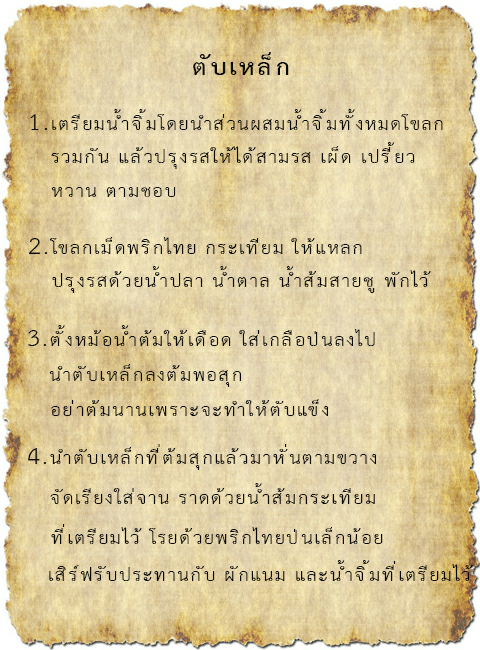 ตับเหล็ก
1.เตรียมน้ำจิ้มโดยนำส่วนผสมน้ำจิ้มทั้งหมดโขลก
รวมกัน แล้วปรุงรสให้ได้สามรส เผ็ด เปรี้ยว
หวาน ตามชอบ
2.โขลกเม็ดพริกไทย กระเทียม ให้แหลก
ปรุงรสด้วยน้ำปลา น้ำตาล น้ำส้มสายชู พักไว้
3.ตั้งหม้อน้ำต้มให้เดือด ใส่เกลือป่นลงไป
นำตับเหล็กลงต้มพอสุก
อย่าต้มนานเพราะจะทำให้ตับแข็ง
4.นำตับเหล็กที่ต้มสุกแล้วมาหั่นตามขวาง
จัดเรียงใส่จาน ราดด้วยน้ำส้มกระเทียม
ที่เตรียมไว้ โรยด้วยพริกไทยป่นเล็กน้อย
เสิร์ฟรับประทานกับ ผักแนม และน้ำจิ้มที่เตรียมไว้